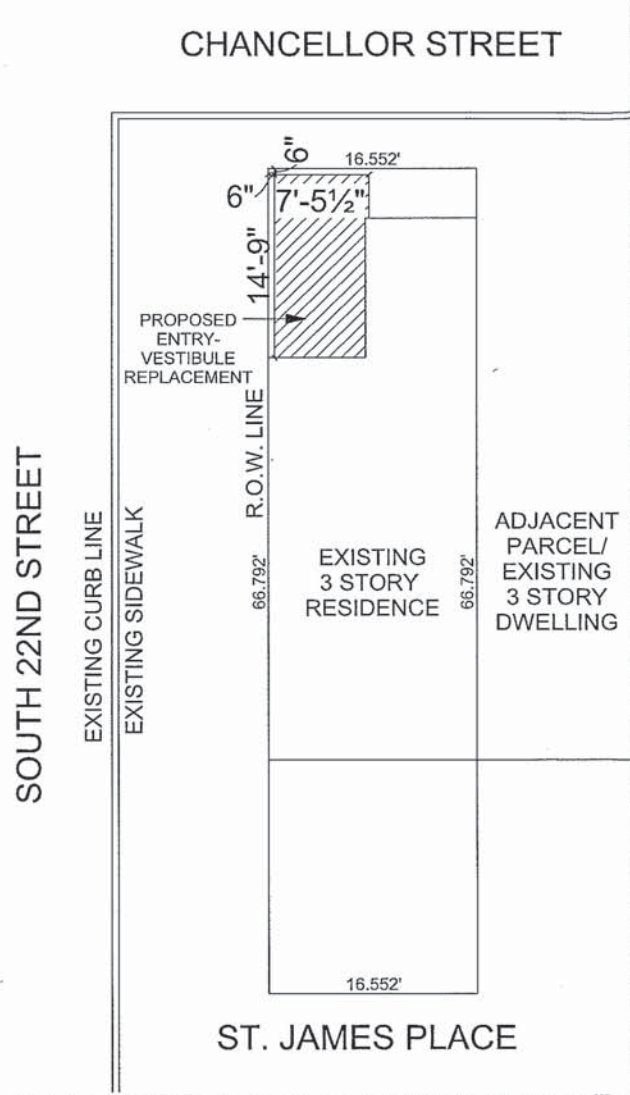 CHANCELLOR STREET
6"
16.552'
6"
7'-5½"
14'-9"
PROPOSED
ENTRY-
VESTIBULE
REPLACEMENT
R.O.W. LINE
SOUTH 22ND STREET
EXISTING CURB LINE
EXISTING SIDEWALK
66.792'
EXISTING
3 STORY
RESIDENCE
66.792'
ADJACENT
PARCEL/
EXISTING
3 STORY
DWELLING
16.552'
ST. JAMES PLACE